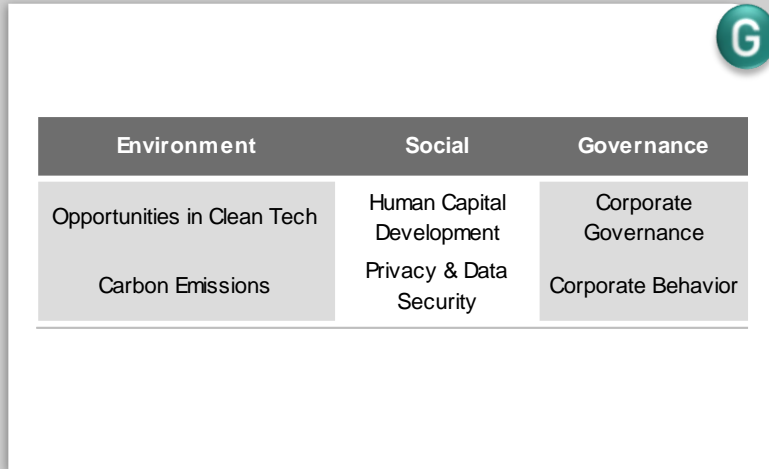 G
Environment Social Governance
Opportunities in Clean Tech
Human Capital
Development
Corporate
Governance
Carbon Emissions
Privacy & Data
Security
Corporate Behavior